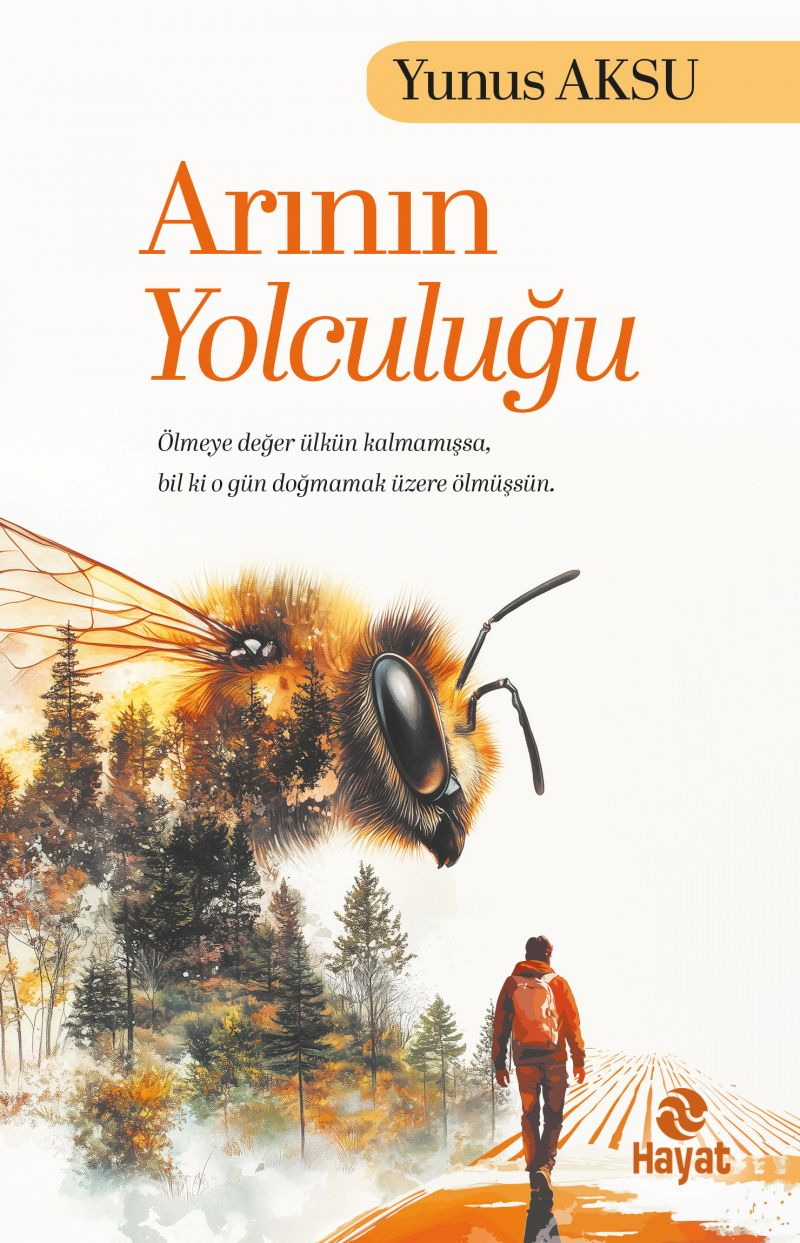 Yunus AKSU
Arının
Yolculuğu
Ölmeye değer ülkün kalmamışsa,
bil ki o gün doğmamak üzere ölmüşsün.
Hayat